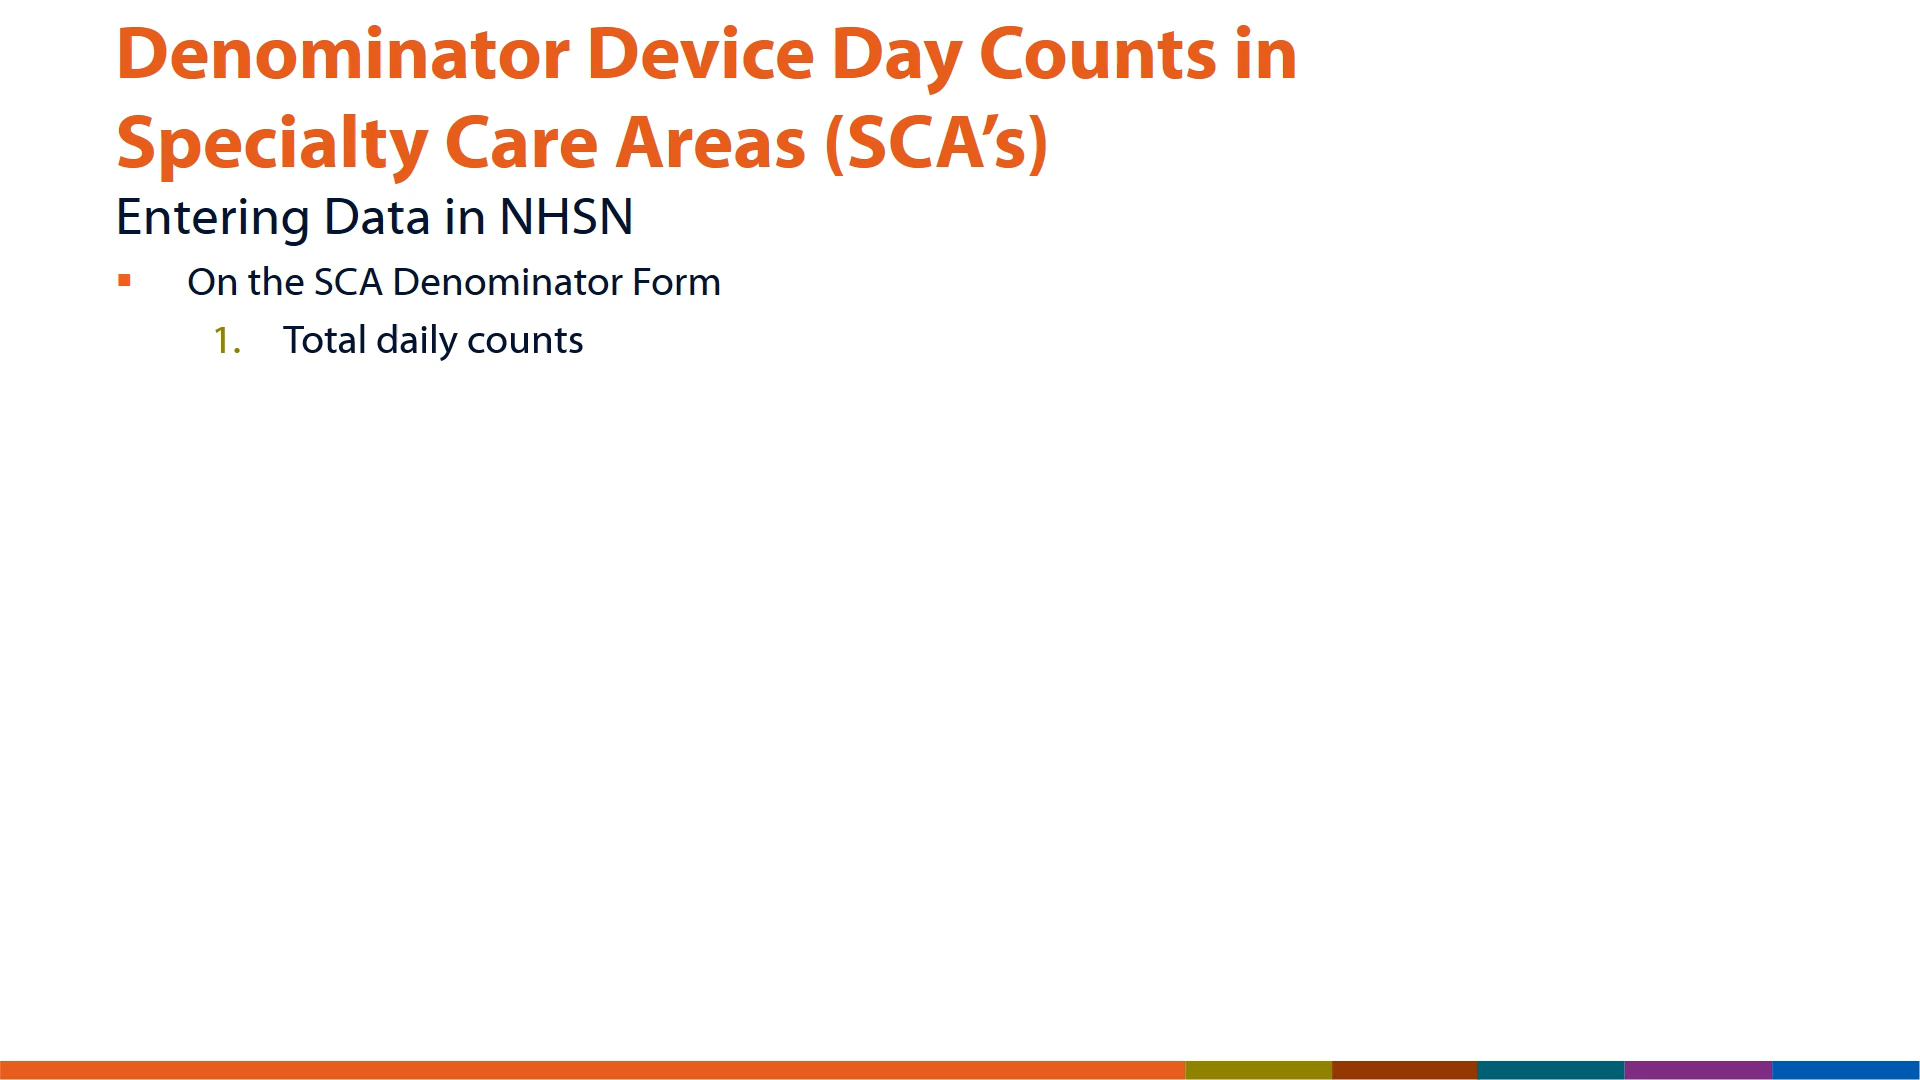 Denominator Device Day Counts in
Specialty Care Areas (SCA’s)
Entering Data in NHSN
▪ On the SCA Denominator Form
1. Total daily counts